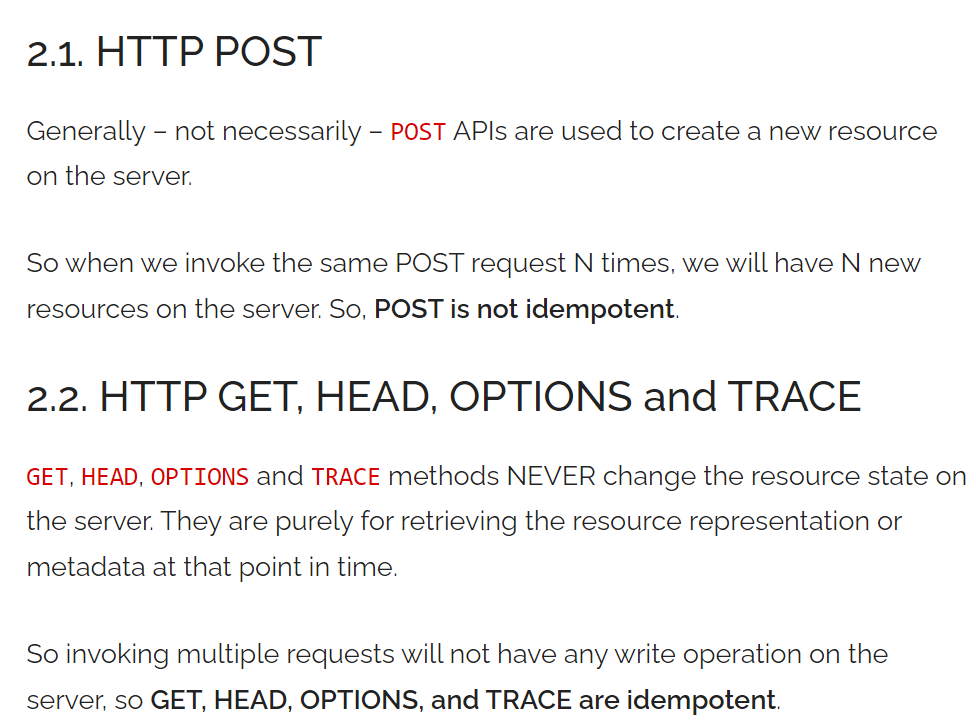 2.1. HTTP POST
Generally – not necessarily – POST APIs are used to create a new resource
on the server.
So when we invoke the same POST request N times, we will have N new
resources on the server. So, POST is not idempotent.
2.2. HTTP GET, HEAD, OPTIONS and TRACE
GET, HEAD, OPTIONS and TRACE methods NEVER change the resource state on
the server. They are purely for retrieving the resource representation or
metadata at that point in time.
So invoking multiple requests will not have any write operation on the
server, so GET, HEAD, OPTIONS, and TRACE are idempotent.